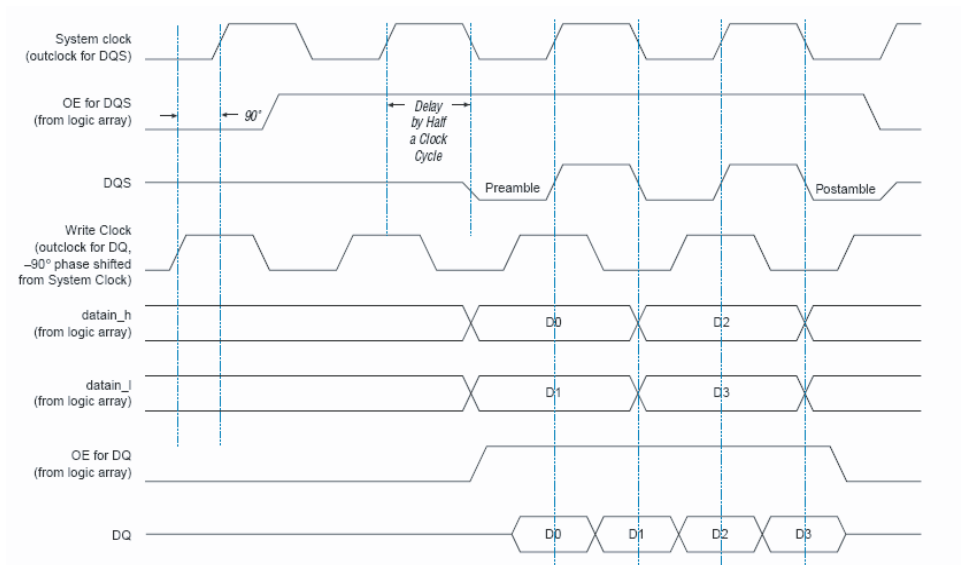 System clock
(outclock for DQS)
OE for DQS
(from logic array)
90°
Delay
by Half
a Clock
Cycle
DQS
Preamble
Postamble
Write Clock
(outclock for DQ,
–90° phase shifted
from System Clock)
datain_h
(from logic array)
D0
D2
datain_l
(from logic array)
D1
D3
OE for DQ
(from logic array)
DQ
D0
D1
D2
D3